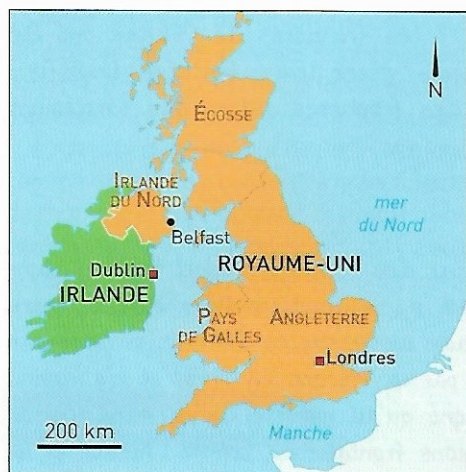 N
ÉCOSSE
IRLANDE
DU NORD
mer
du Nord
Belfast
Dublin
ROYAUME-UNI
IRLANDE
PAYS
DE GALLES
ANGLETERRE
Londres
200 km
Manche